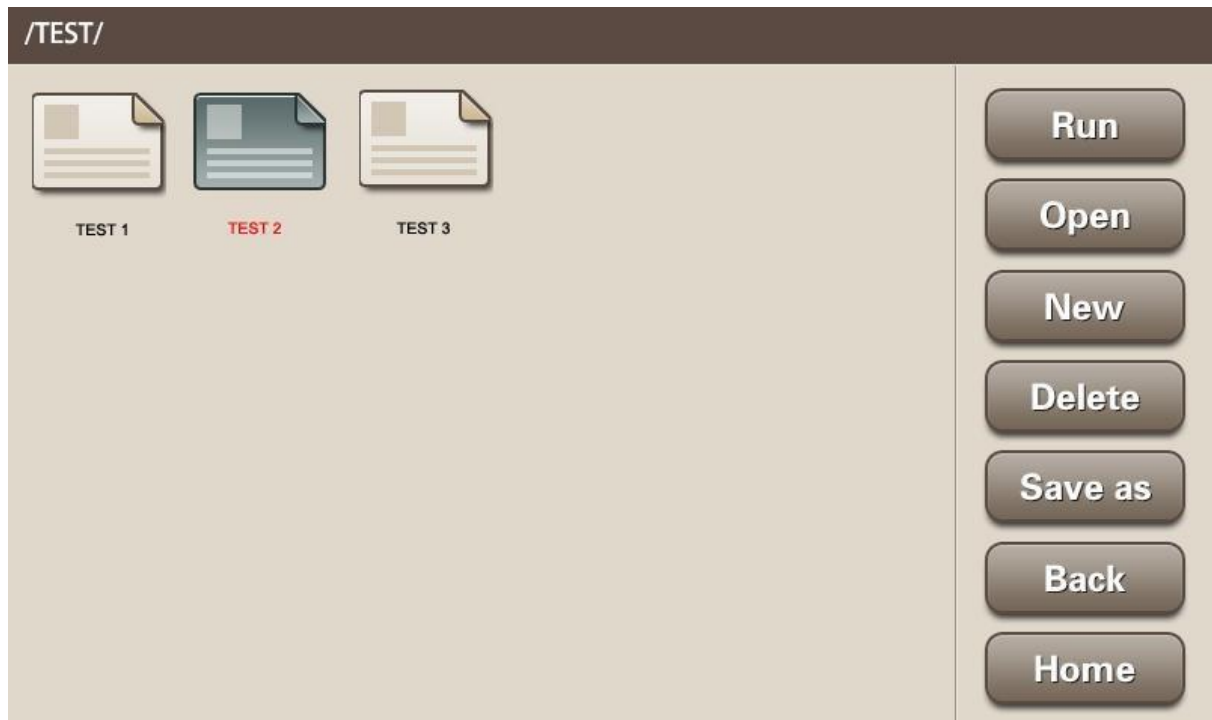 /TEST/
TEST 1
TEST 2
TEST 3
Run
Open
New
Delete
Save as
Back
Home